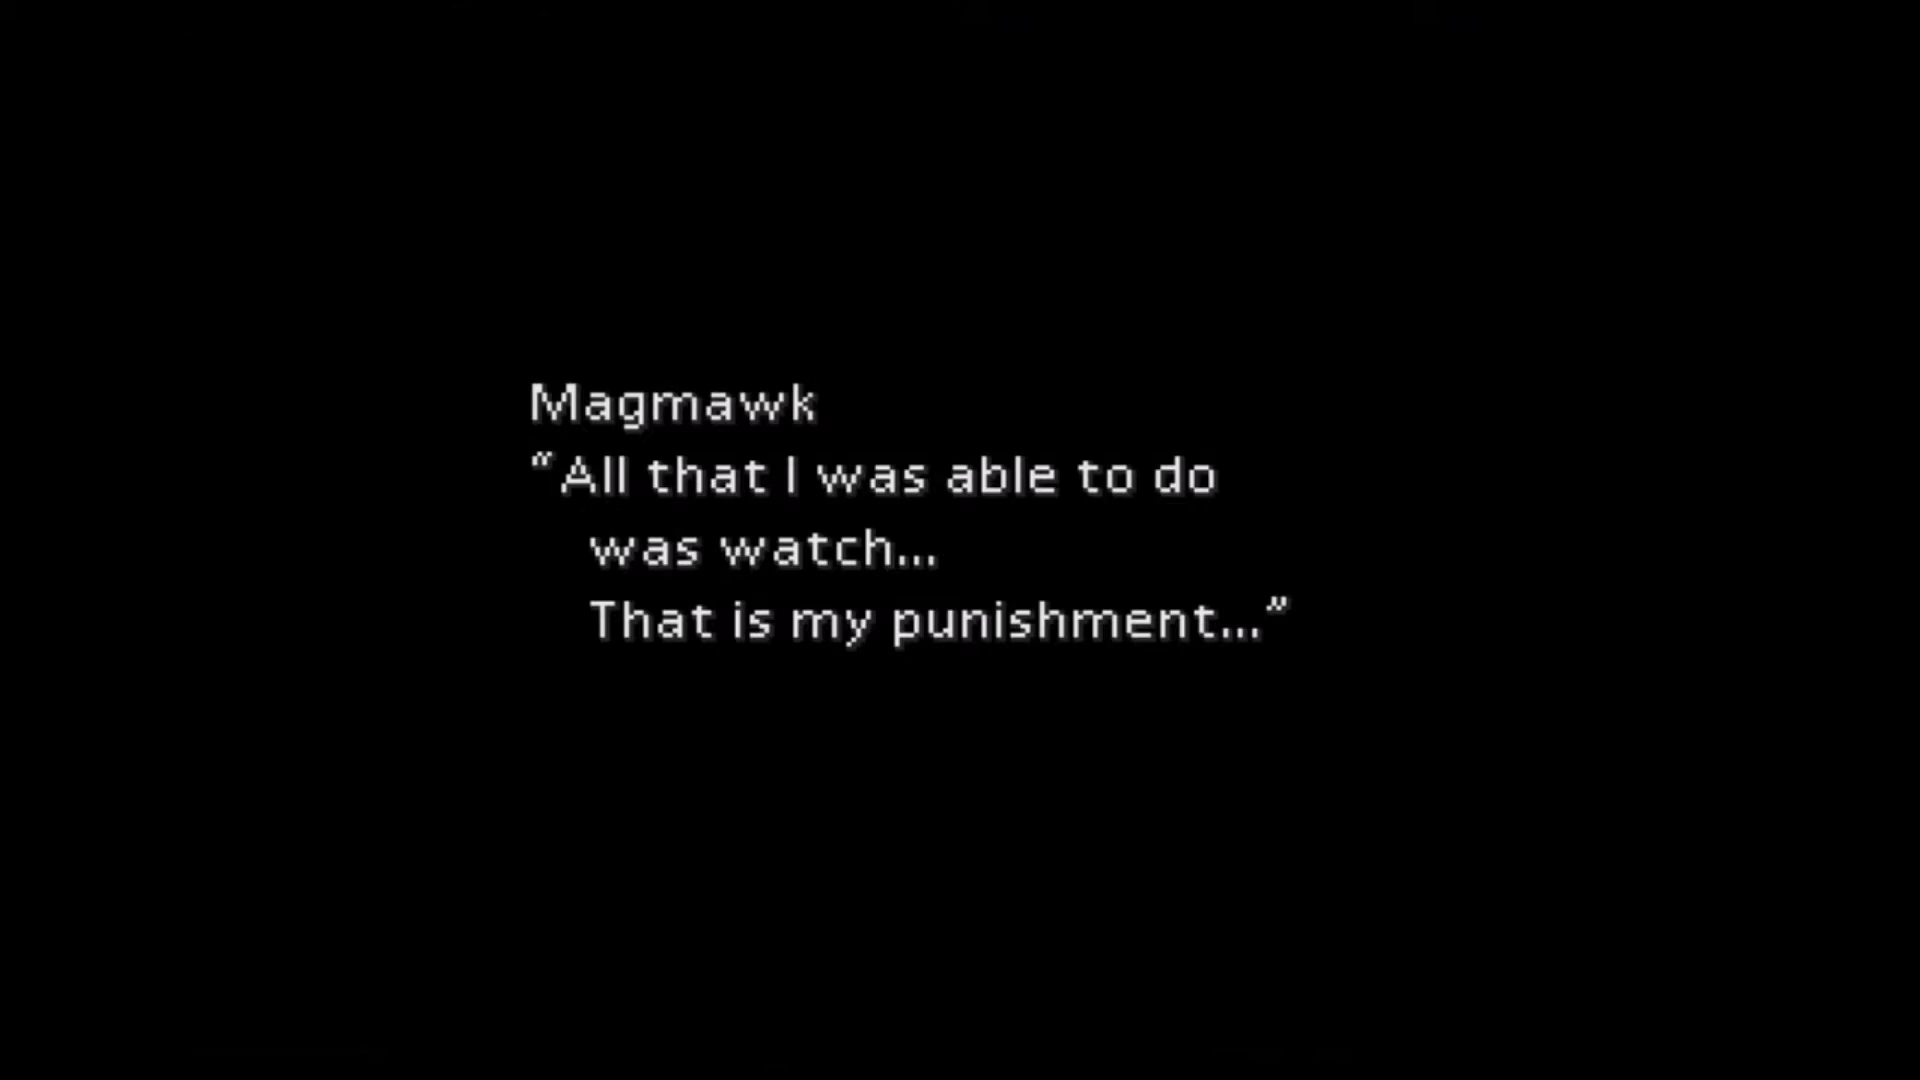 Magmawk
“All that I was able to do
was watch...
That is my punishment...”